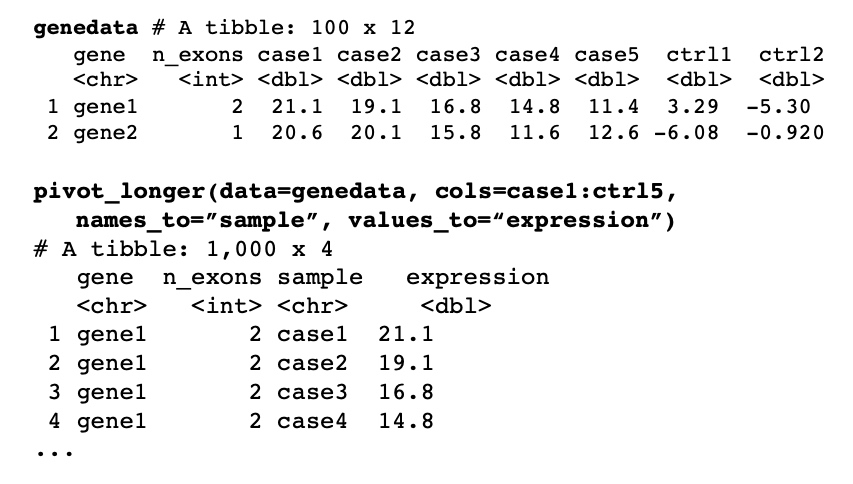 genedata # A tibble: 100 x 12
gene n_exons case1 case2 case3 case4 case5 ctrl1 ctrl2
<chr> <int> <dbl> <dbl> <dbl> <dbl> <dbl> <dbl> <dbl>
1 gene1 2 21.1 19.1 16.8 14.8 11.4 3.29 -5.30
2 gene2 1 20.6 20.1 15.8 11.6 12.6 -6.08 -0.920
pivot_longer(data=genedata, cols=case1:ctrl5,
names_to=”sample”, values_to=“expression”)
# A tibble: 1,000 x 4
gene n_exons sample expression
<chr> <int> <chr> <dbl>
1 gene1 2 case1 21.1
2 gene1 2 case2 19.1
3 gene1 2 case3 16.8
4 gene1 2 case4 14.8
...